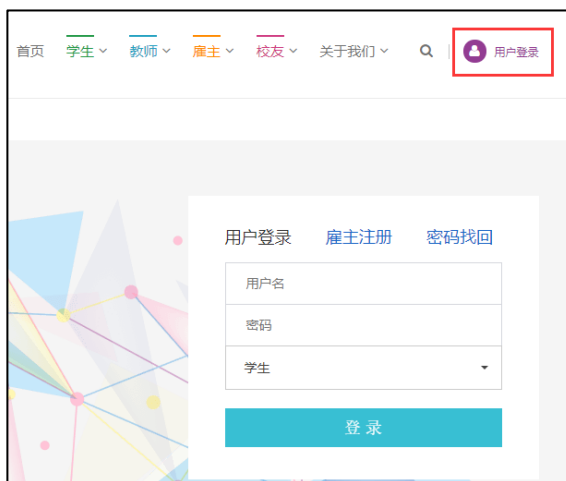 首页 学生 教师 雇主 校友 关于我们 用户登录
用户登录 雇主注册 密码找回
用户名
密码
学生
登 录